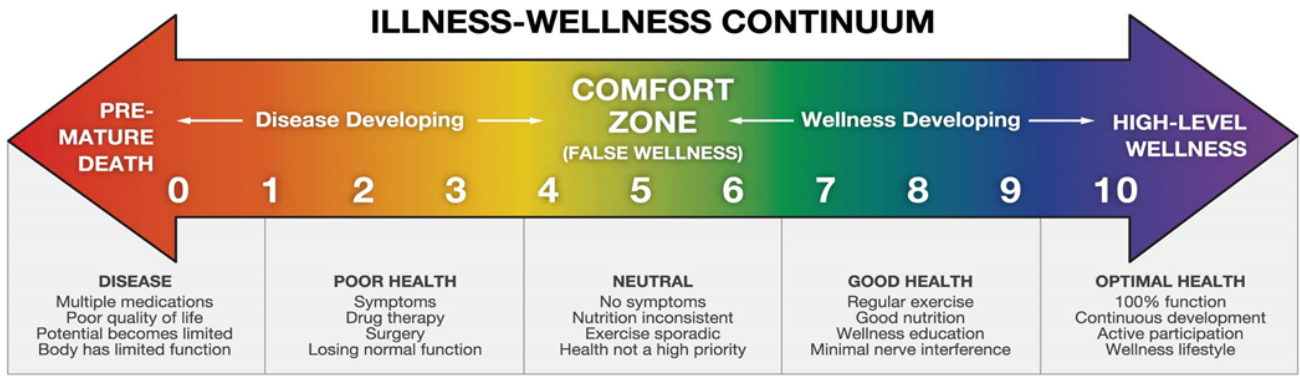 ILLNESS-WELLNESS CONTINUUM
PRE-
MATURE
DEATH
Disease Developing
COMFORT
ZONE
(FALSE WELLNESS)
Wellness Developing
HIGH-LEVEL
WELLNESS
0 1 2 3 4 5 6 7 8 9 10
DISEASE
Multiple medications
Poor quality of life
Potential becomes limited
Body has limited function
POOR HEALTH
Symptoms
Drug therapy
Surgery
Losing normal function
NEUTRAL
No symptoms
Nutrition inconsistent
Exercise sporadic
Health not a high priority
GOOD HEALTH
Regular exercise
Good nutrition
Wellness education
Minimal nerve interference
OPTIMAL HEALTH
100% function
Continuous development
Active participation
Wellness lifestyle